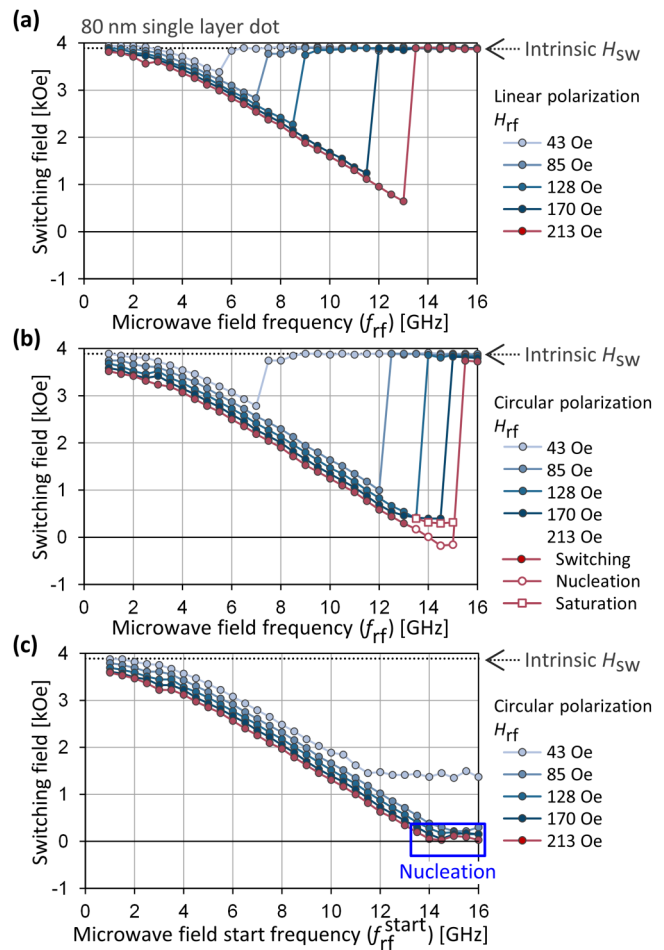 (a)
80 nm single layer dot
4
3
2
1
0
-1
Switching field [kOe]
0 2 4 6 8 10 12 14 16
Microwave field frequency (f_rf) [GHz]
Intrinsic H_SW
Linear polarization
H_rf
43 Oe
85 Oe
128 Oe
170 Oe
213 Oe
(b)
4
3
2
1
0
-1
Switching field [kOe]
0 2 4 6 8 10 12 14 16
Microwave field frequency (f_rf) [GHz]
Intrinsic H_SW
Circular polarization
H_rf
43 Oe
85 Oe
128 Oe
170 Oe
213 Oe
Switching
Nucleation
Saturation
(c)
4
3
2
1
0
-1
Switching field [kOe]
Nucleation
0 2 4 6 8 10 12 14 16
Microwave field start frequency (f_rf^start) [GHz]
Intrinsic H_SW
Circular polarization
H_rf
43 Oe
85 Oe
128 Oe
170 Oe
213 Oe